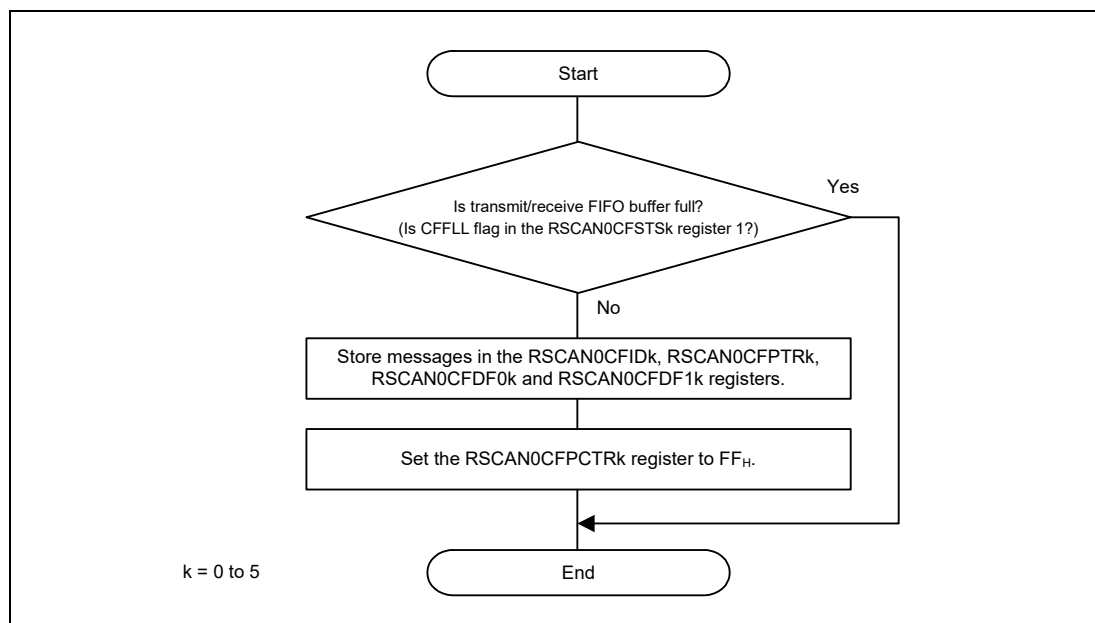 Start
Yes
Is transmit/receive FIFO buffer full?
(Is CFFLL flag in the RSCAN0CFSTSk register 1?)
No
Store messages in the RSCAN0CFIDk, RSCAN0CFPTRk,
RSCAN0CFDF0k and RSCAN0CFDF1k registers.
Set the RSCAN0CFPCTRk register to FFH.
k = 0 to 5
End